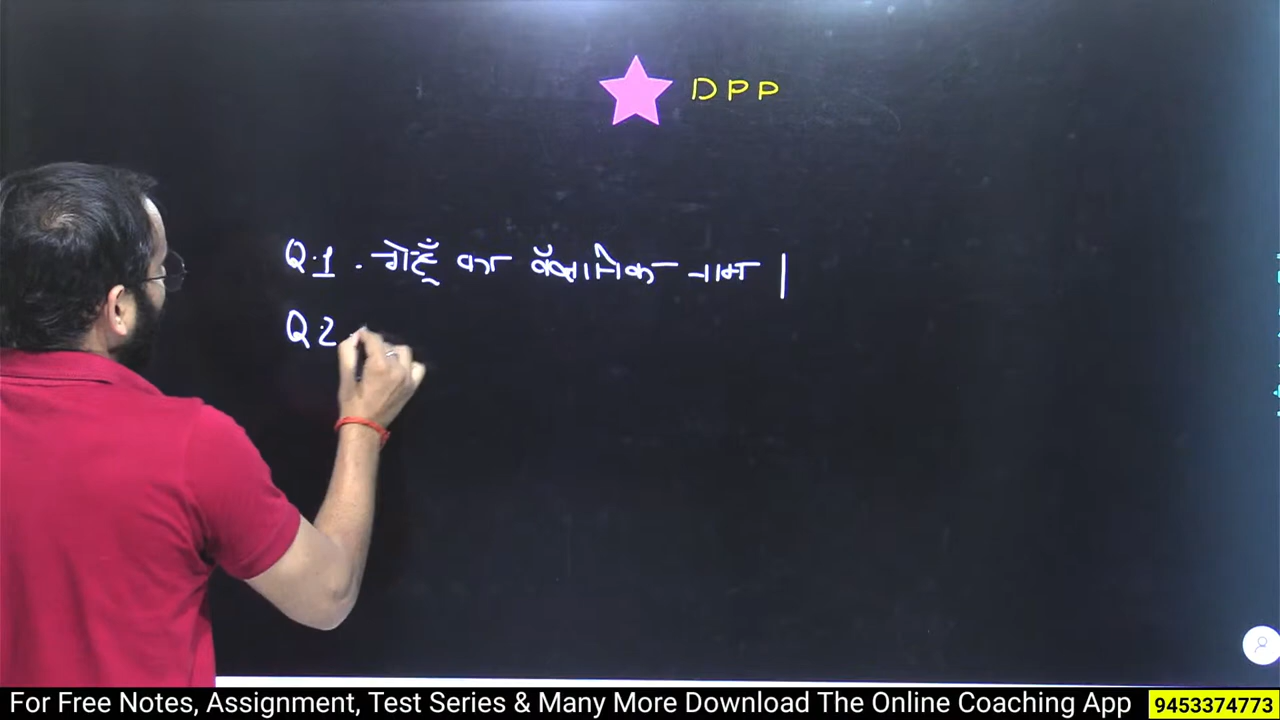 DPP
Q.1. गेहूँ का वैज्ञानिक नाम |
Q.2
For Free Notes, Assignment, Test Series & Many More Download The Online Coaching App 9453374773